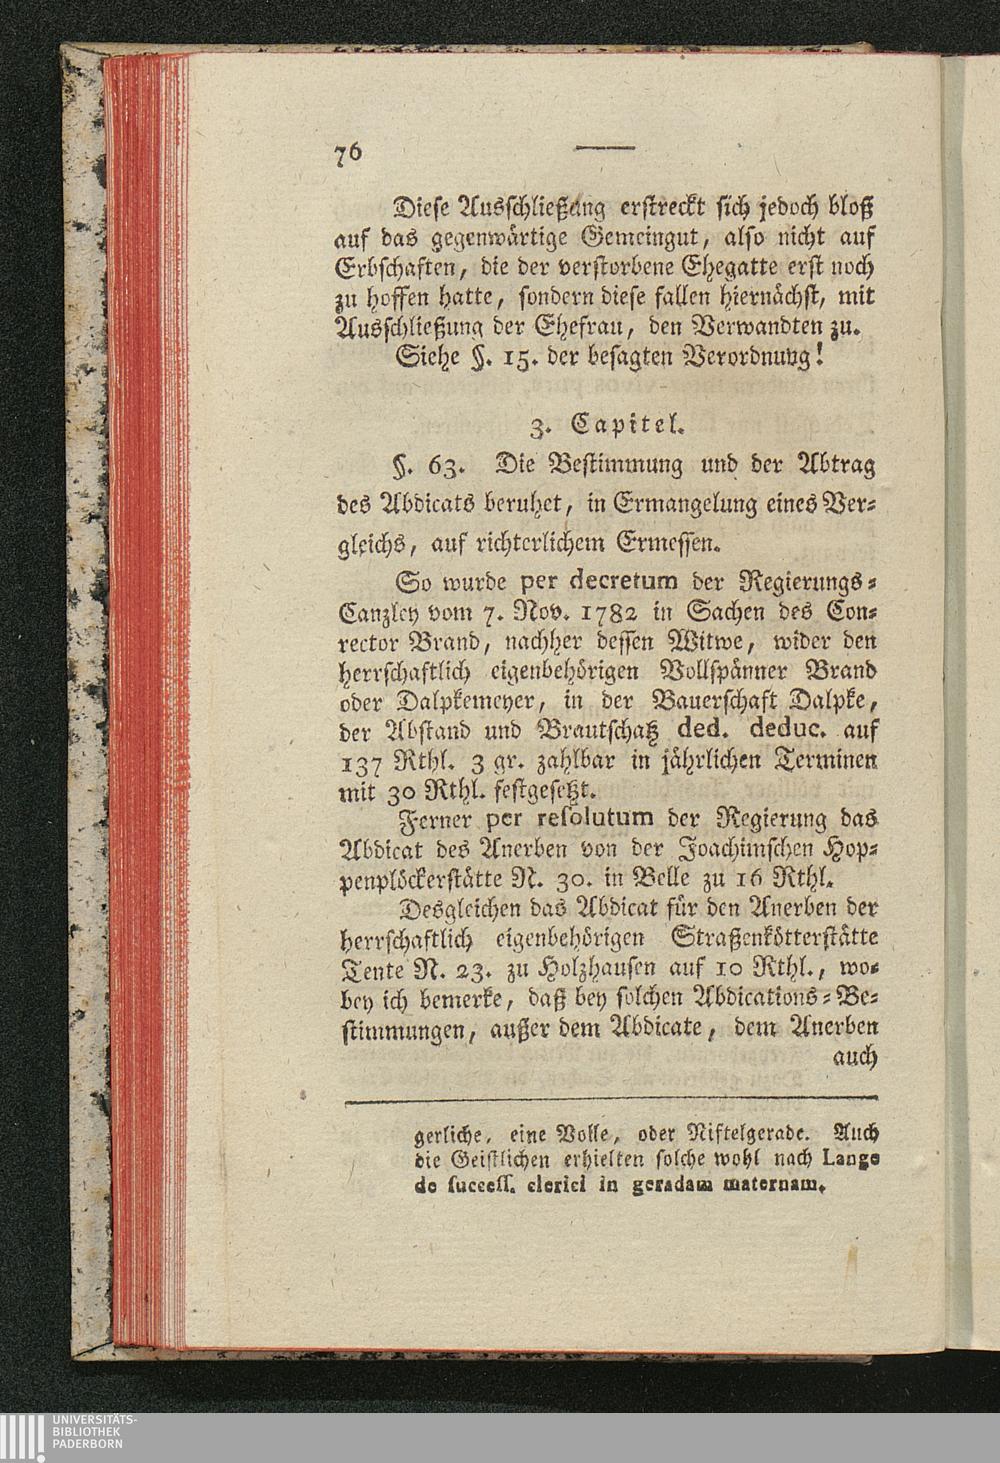 76
Diese Ausschließung erstreckt sich jedoch bloß
auf das gegenwärtige Gemeingut, also nicht auf
Erbschaften, die der verstorbene Ehegatte erst noch
zu hoffen hatte, sondern diese fallen hiernächst, mit
Ausschließung der Ehefrau, den Verwandten zu.
Siehe §. 15. der besagten Verordnung!
3. Capitel.
§. 63. Die Bestimmung und der Abtrag
des Abdicats beruhet, in Ermangelung eines Ver-
gleichs, auf richterlichem Ermessen.
So wurde per decretum der Regierungs-
Canzley vom 7. Nov. 1782 in Sachen des Con-
rector Brand, nachher dessen Witwe, wider den
herrschaftlich eigenbehörigen Vollspänner Brand
oder Dalpkemeyer, in der Bauerschaft Dalpke,
der Abstand und Brautschatz ded. deduc. auf
137 Rthl. 3 gr. zahlbar in jährlichen Terminen
mit 30 Rthl. festgesetzt.
Ferner per resolutum der Regierung das
Abdicat des Anerben von der Joachimschen Hop-
penplöckerstätte N. 30. in Belle zu 16 Rthl.
Desgleichen das Abdicat für den Anerben der
herrschaftlich eigenbehörigen Straßenkötterstätte
Tente N. 23. zu Holzhausen auf 10 Rthl., wo-
bey ich bemerke, daß bey solchen Abdications-Be-
stimmungen, außer dem Abdicate, dem Anerben
auch
gerliche, eine Volle, oder Niftelgerade. Auch
die Geistlichen erhielten solche wohl nach Lange
de success. clerici in geradam maternam.
UNIVERSITÄTS-
BIBLIOTHEK
PADERBORN